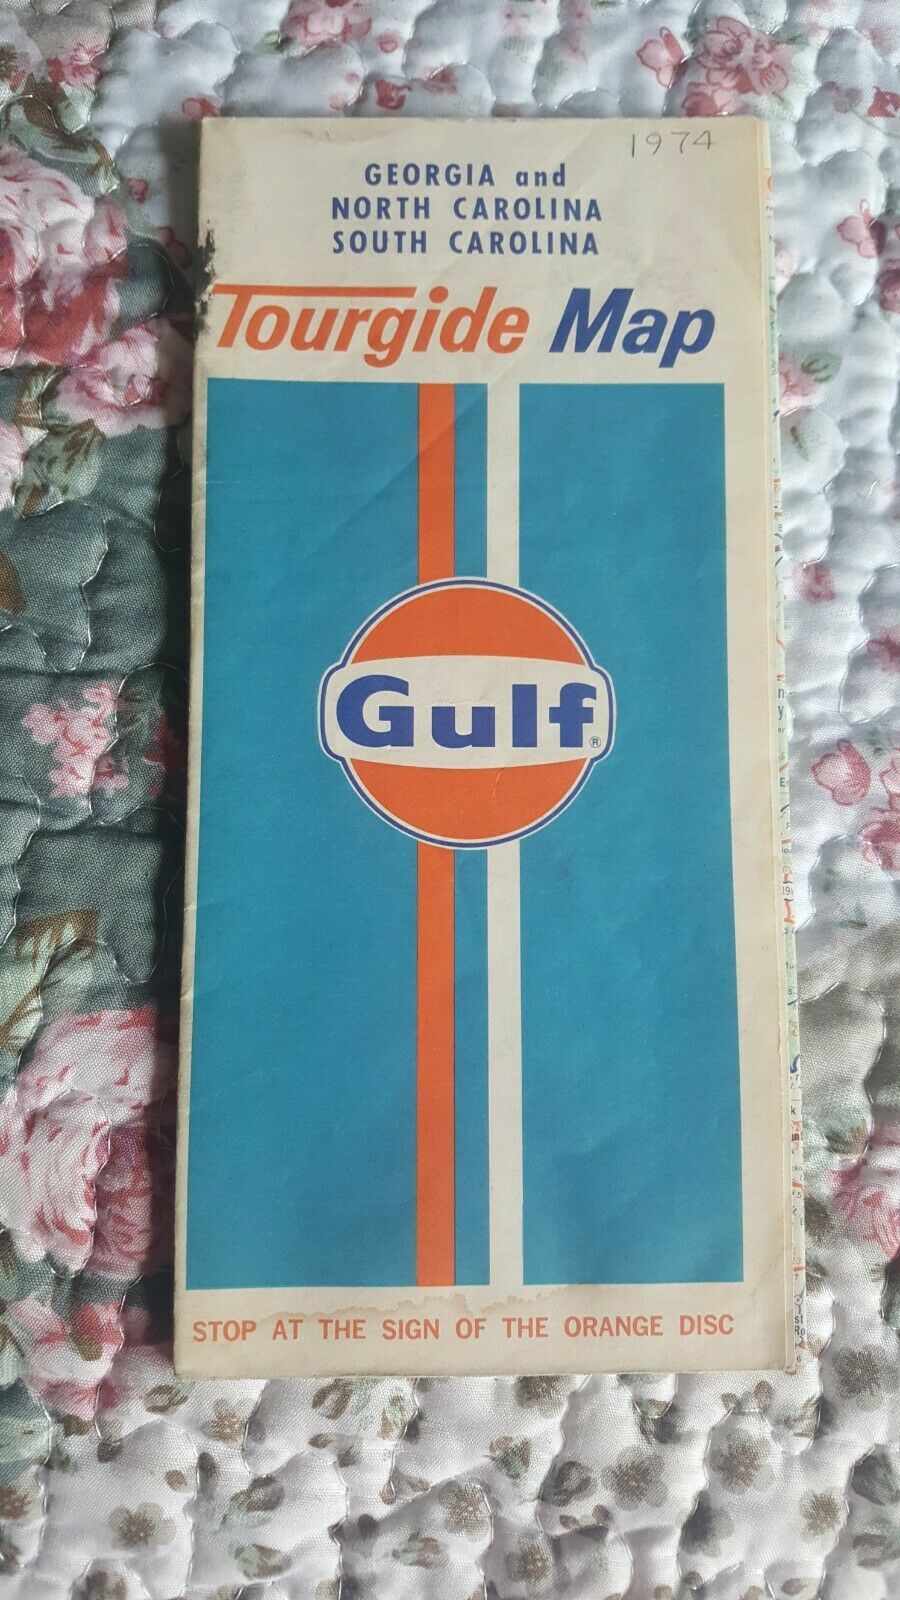 1974
GEORGIA and
NORTH CAROLINA
SOUTH CAROLINA
Tourgide Map
Gulf®
STOP AT THE SIGN OF THE ORANGE DISC